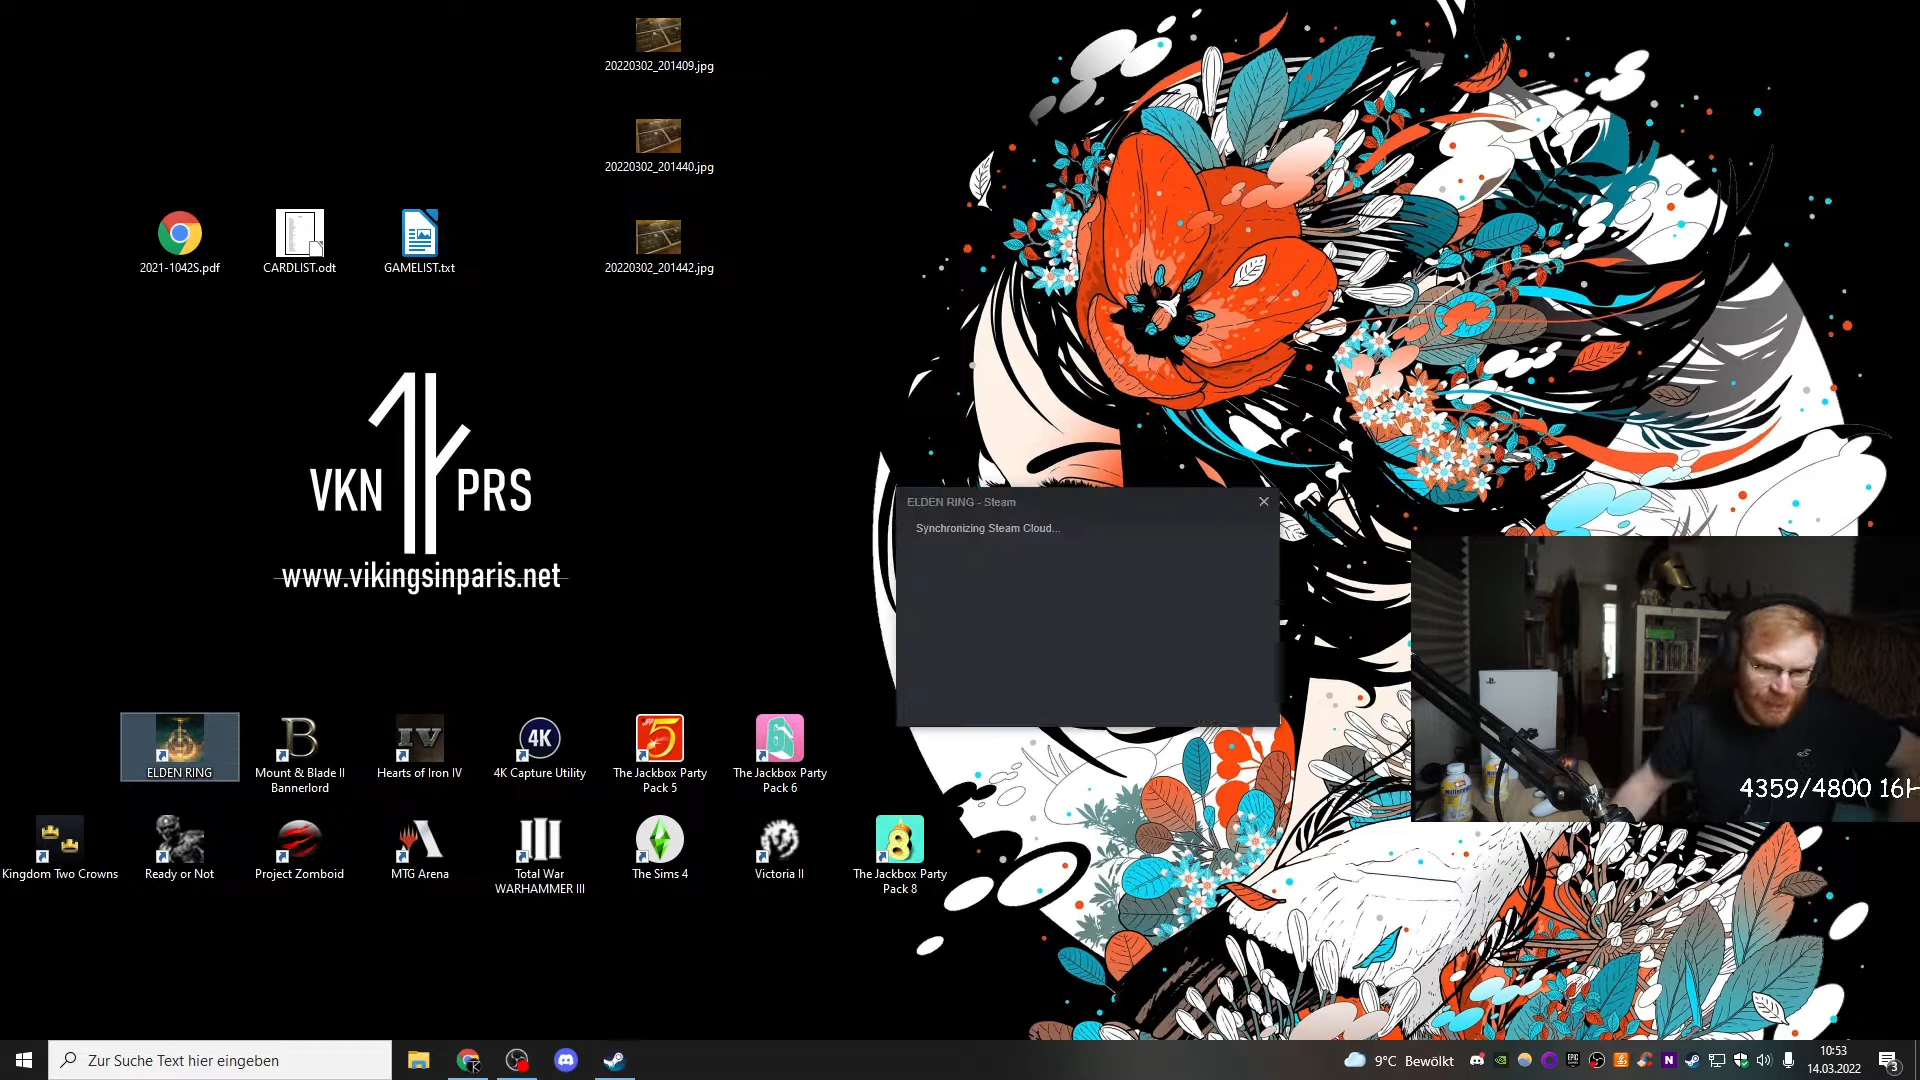 20220302_201409.jpg
20220302_201440.jpg
20220302_201442.jpg
2021-1042S.pdf
CARDLIST.odt
GAMELIST.txt
VKN PRS
www.vikingsinparis.net
ELDEN RING - Steam
Synchronizing Steam Cloud...
4359/4800 16H
ELDEN RING
Mount & Blade II
Bannerlord
Hearts of Iron IV
4K
4K Capture Utility
The Jackbox Party
Pack 5
The Jackbox Party
Pack 6
Kingdom Two Crowns
Ready or Not
Project Zomboid
MTG Arena
Total War
WARHAMMER III
The Sims 4
Victoria II
The Jackbox Party
Pack 8
Zur Suche Text hier eingeben
9°C Bewölkt
10:53
14.03.2022
3